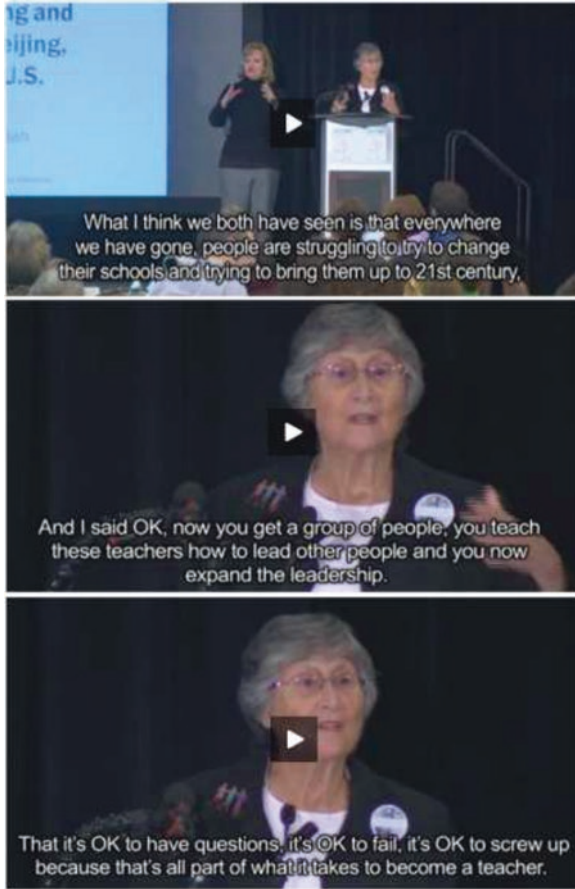 ng and
eijing,
U.S.
What I think we both have seen is that everywhere
we have gone, people are struggling to try to change
their schools and trying to bring them up to 21st century,
And I said OK, now you get a group of people, you teach
these teachers how to lead other people and you now
expand the leadership.
That it's OK to have questions, it's OK to fail, it's OK to screw up
because that's all part of what it takes to become a teacher.